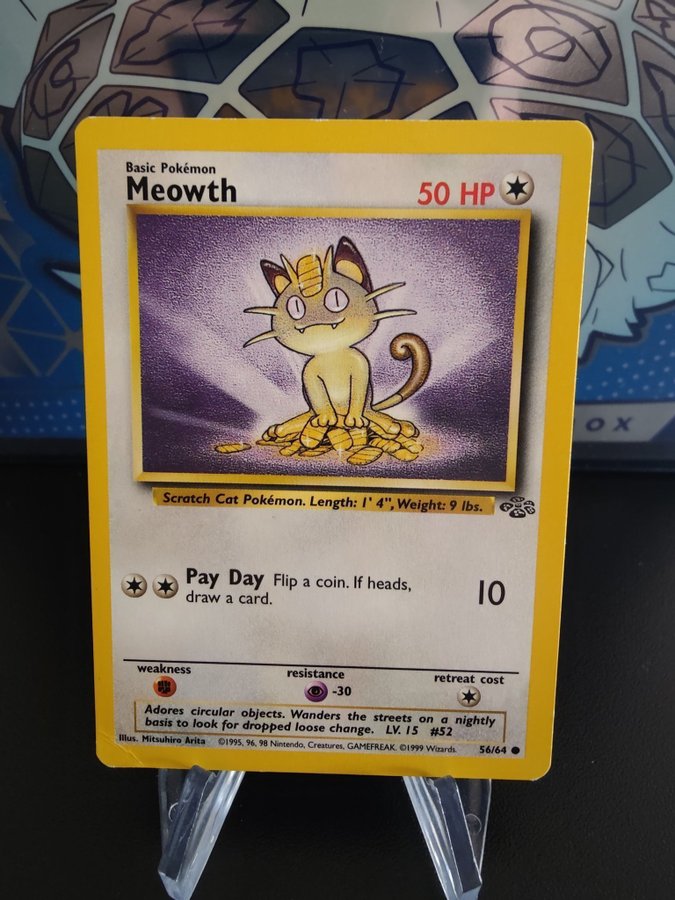 Basic Pokémon
Meowth
50 HP
Scratch Cat Pokémon. Length: 1' 4", Weight: 9 lbs.
Pay Day Flip a coin. If heads,
draw a card.
10
weakness
resistance
retreat cost
-30
Adores circular objects. Wanders the streets on a nightly
basis to look for dropped loose change. LV. 15 #52
Illus. Mitsuhiro Arita ©1995, 96, 98 Nintendo, Creatures, GAMEFREAK. ©1999 Wizards. 56/64
OX